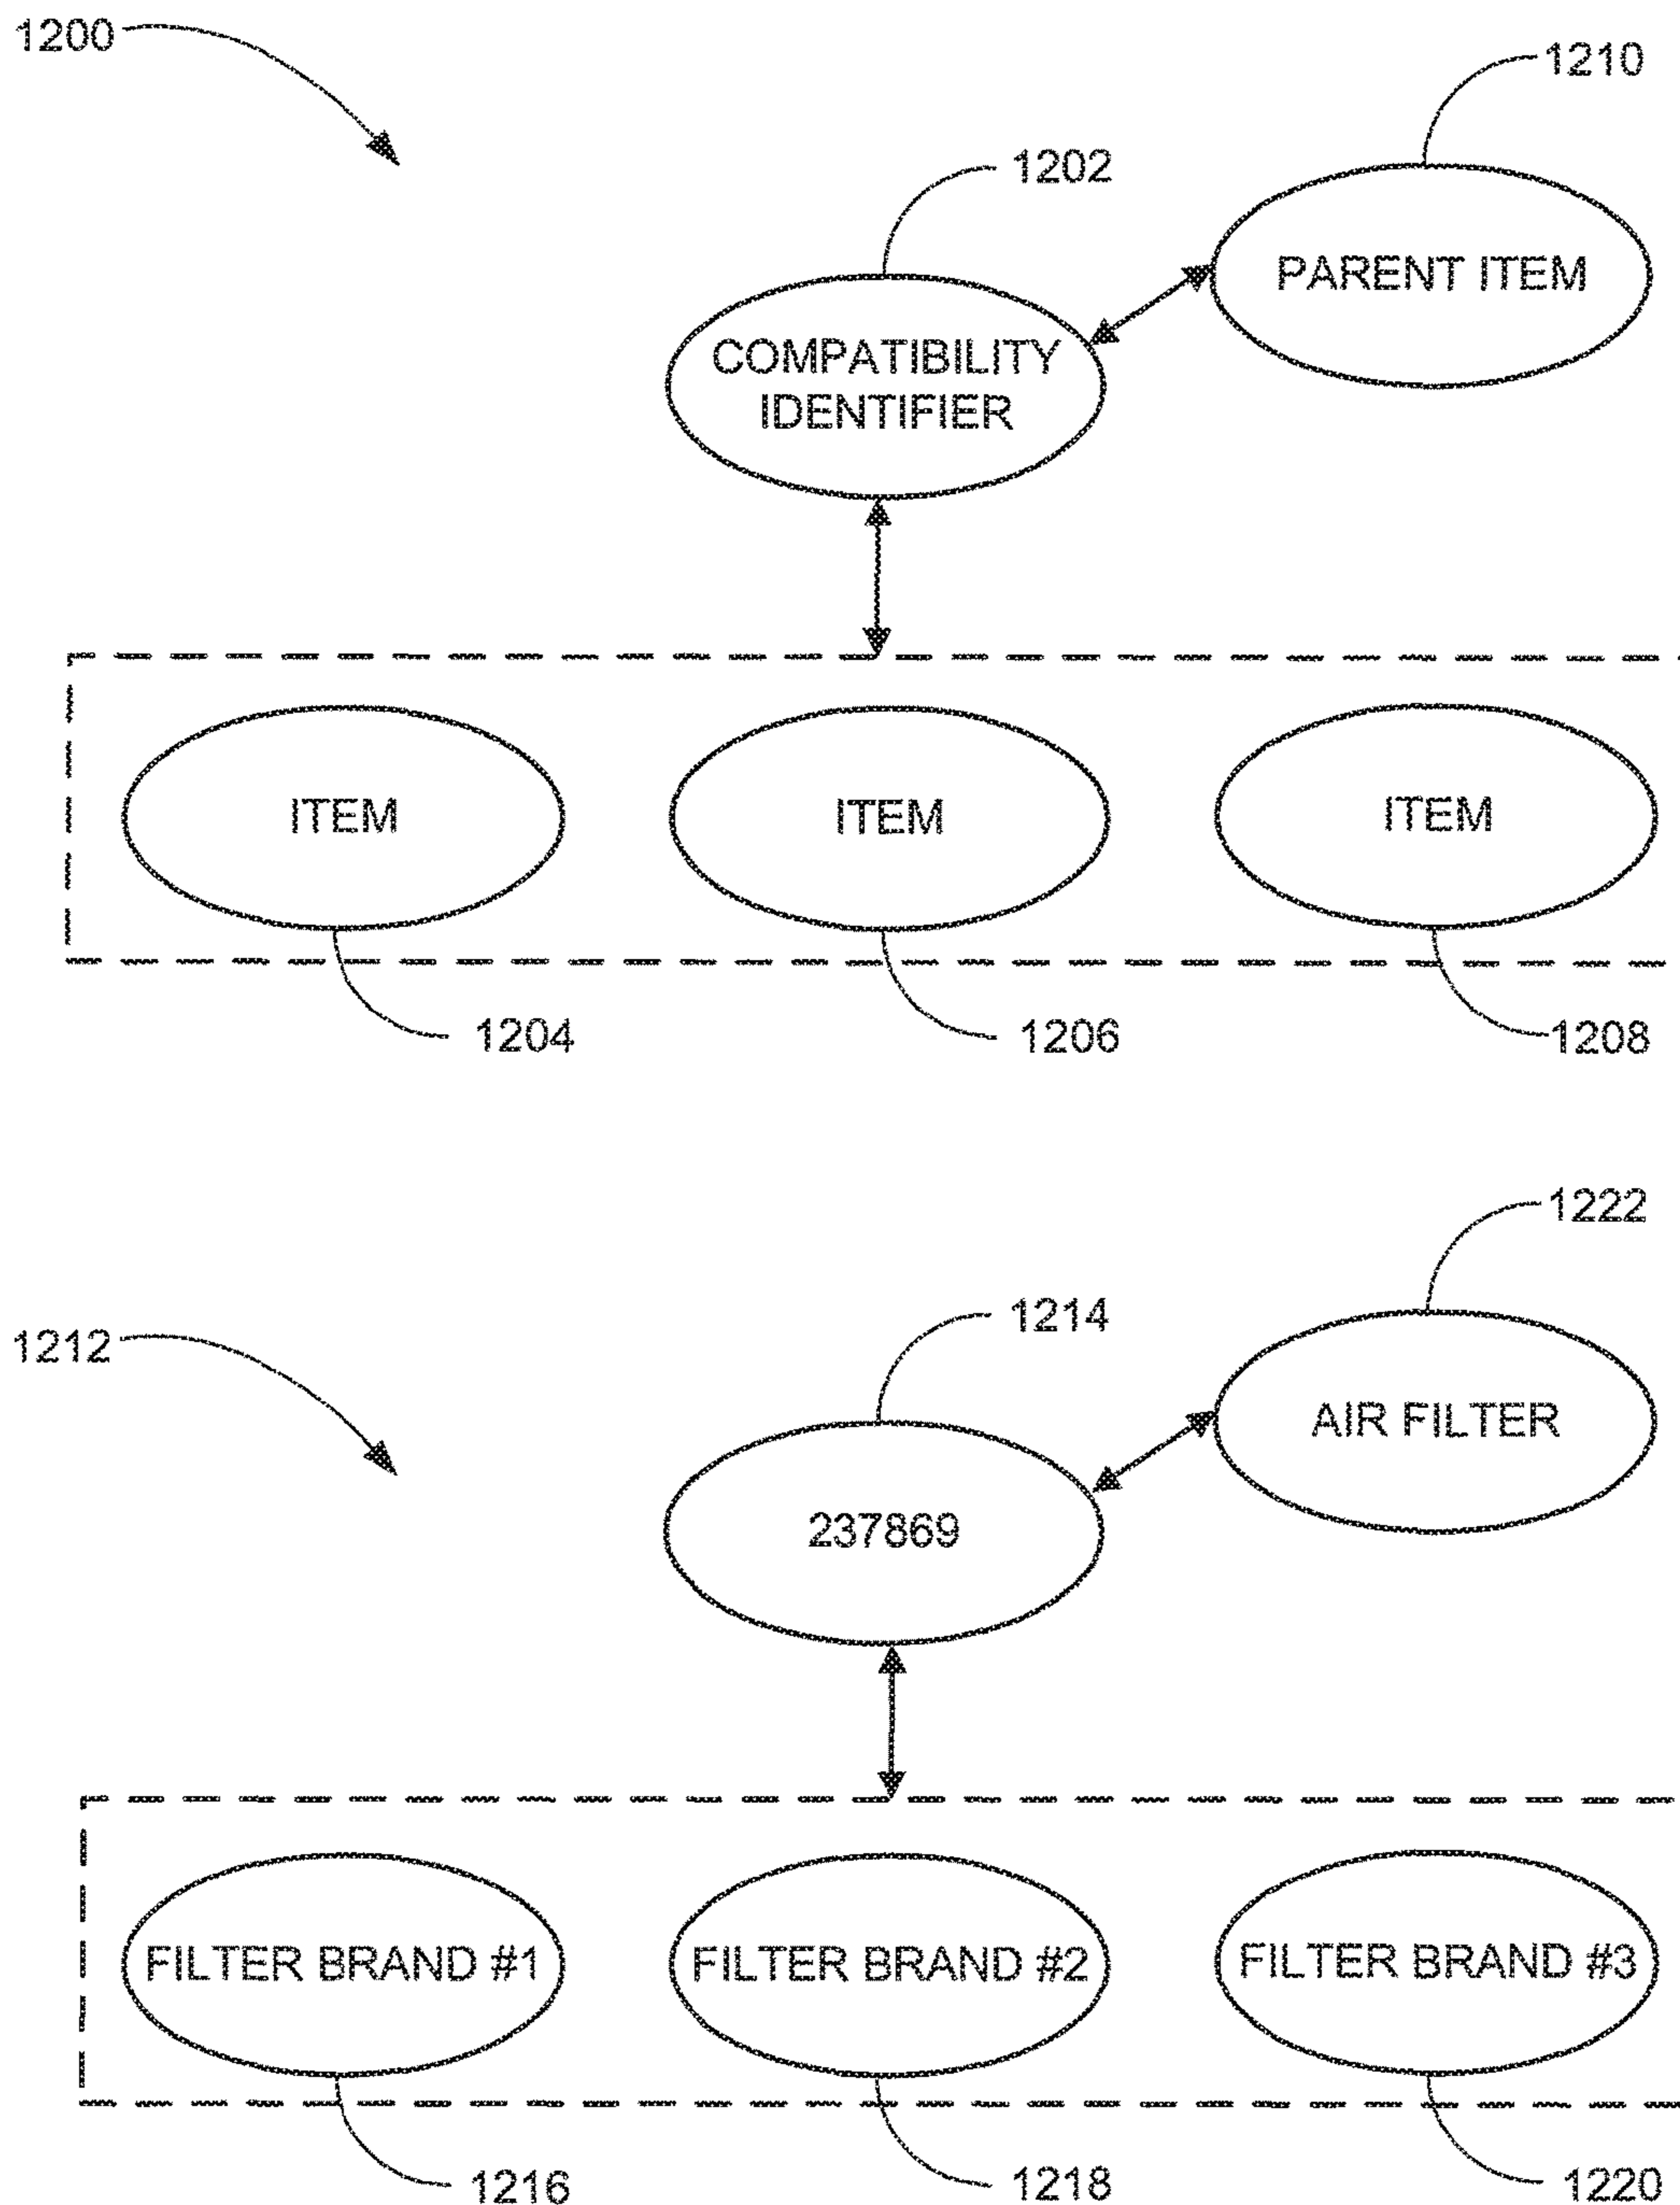 1200
1210
1202
PARENT ITEM
COMPATIBILITY
IDENTIFIER
ITEM
ITEM
ITEM
1204
1206
1208
1222
1214
1212
AIR FILTER
237869
FILTER BRAND #1
FILTER BRAND #2
FILTER BRAND #3
1216
1218
1220